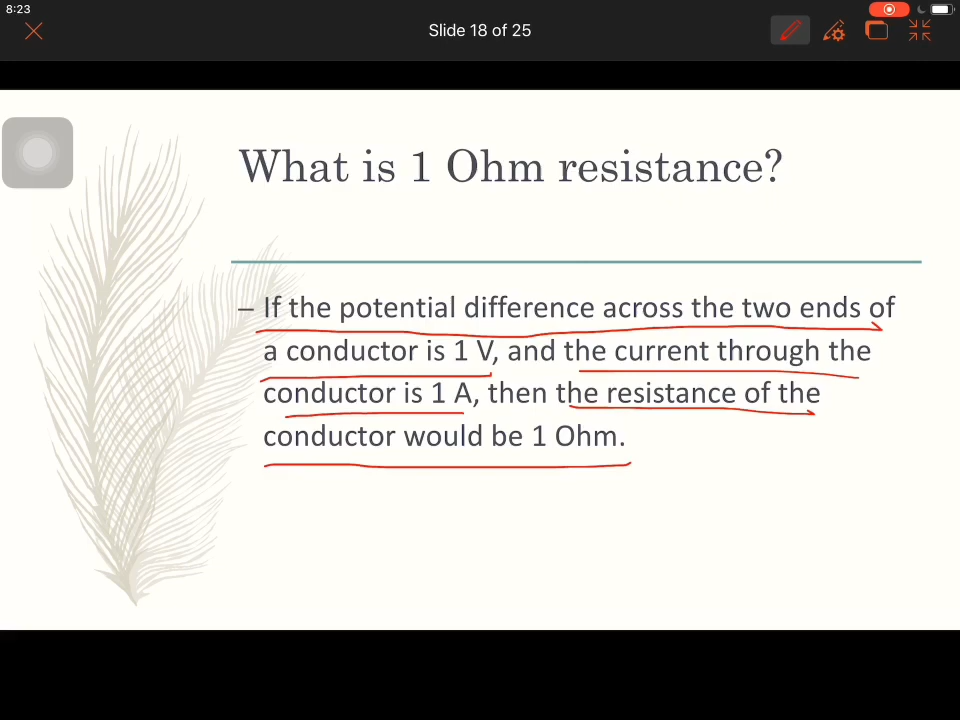 8:23
Slide 18 of 25
What is 1 Ohm resistance?
– If the potential difference across the two ends of
a conductor is 1 V, and the current through the
conductor is 1 A, then the resistance of the
conductor would be 1 Ohm.